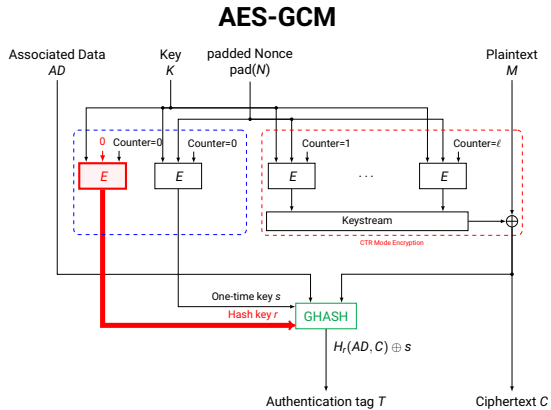 AES-GCM
Associated Data
AD
Key
K
padded Nonce
pad(N)
Plaintext
M
0
Counter=0
Counter=0
Counter=1
Counter=ℓ
E
E
E
· · ·
E
Keystream
CTR Mode Encryption
One-time key s
Hash key r
GHASH
H_r(AD, C) ⊕ s
Authentication tag T
Ciphertext C